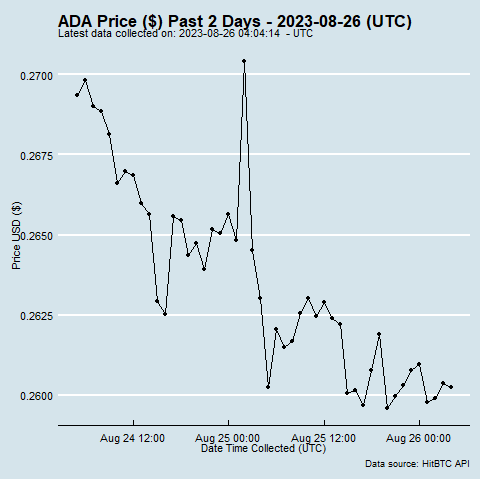 ADA Price ($) Past 2 Days - 2023-08-26 (UTC)
Latest data collected on: 2023-08-26 04:04:14 - UTC
0.2700
0.2675
0.2650
0.2625
0.2600
Price USD ($)
Aug 24 12:00
Aug 25 00:00
Aug 25 12:00
Aug 26 00:00
Date Time Collected (UTC)
Data source: HitBTC API